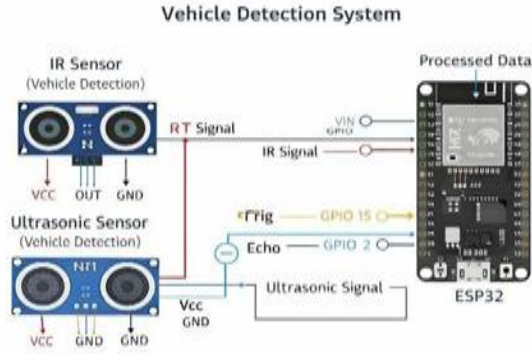 Vehicle Detection System
IR Sensor
(Vehicle Detection)
VCC
OUT
GND
RT Signal
Processed Data
VIN
GPIO
IR Signal
Ultrasonic Sensor
(Vehicle Detection)
VCC
GND
GND
Trig
GPIO 15
Echo
GPIO 2
Vcc
GND
Ultrasonic Signal
ESP32